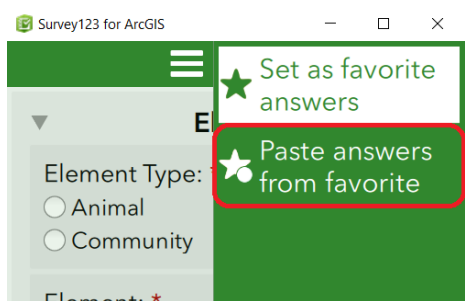 Survey123 for ArcGIS
Set as favorite
answers
El
Paste answers
from favorite
Element Type: *
Animal
Community
Element: *